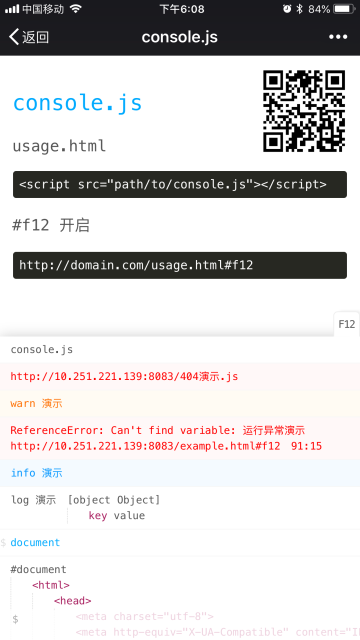 中国移动
下午6:08
84%
返回
console.js
console.js
usage.html
<script src="path/to/console.js"></script>
#f12 开启
http://domain.com/usage.html#f12
F12
console.js
http://10.251.221.139:8083/404演示.js
warn 演示
ReferenceError: Can't find variable: 运行异常演示
http://10.251.221.139:8083/example.html#f12 91:15
info 演示
log 演示 [object Object]
key value
$ document
#document
<html>
<head>
$ <meta charset="utf-8">
<meta http-equiv="X-UA-Compatible" content="I